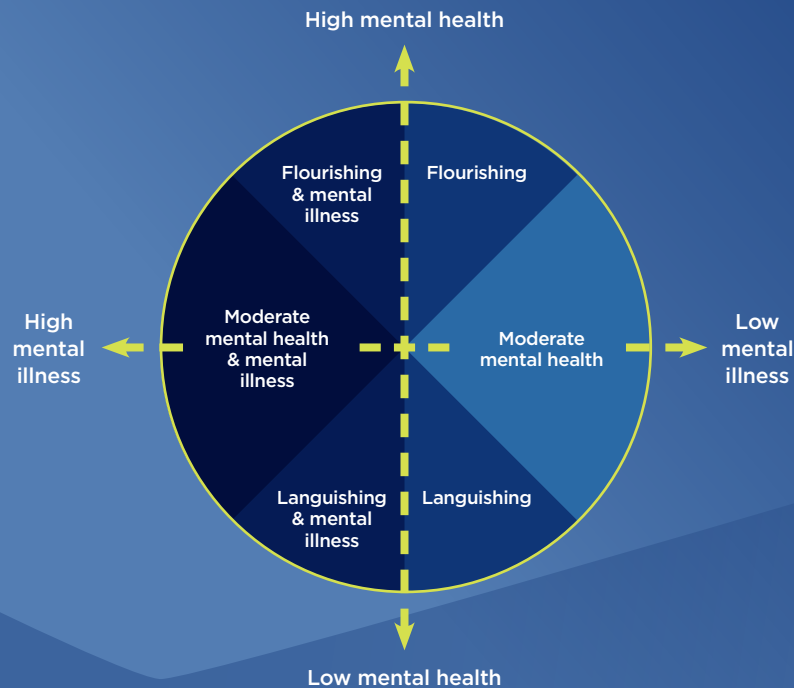 High mental health
Flourishing
& mental
illness
Flourishing
High
mental
illness
Moderate
mental health
& mental
illness
Moderate
mental health
Low
mental
illness
Languishing
& mental
illness
Languishing
Low mental health